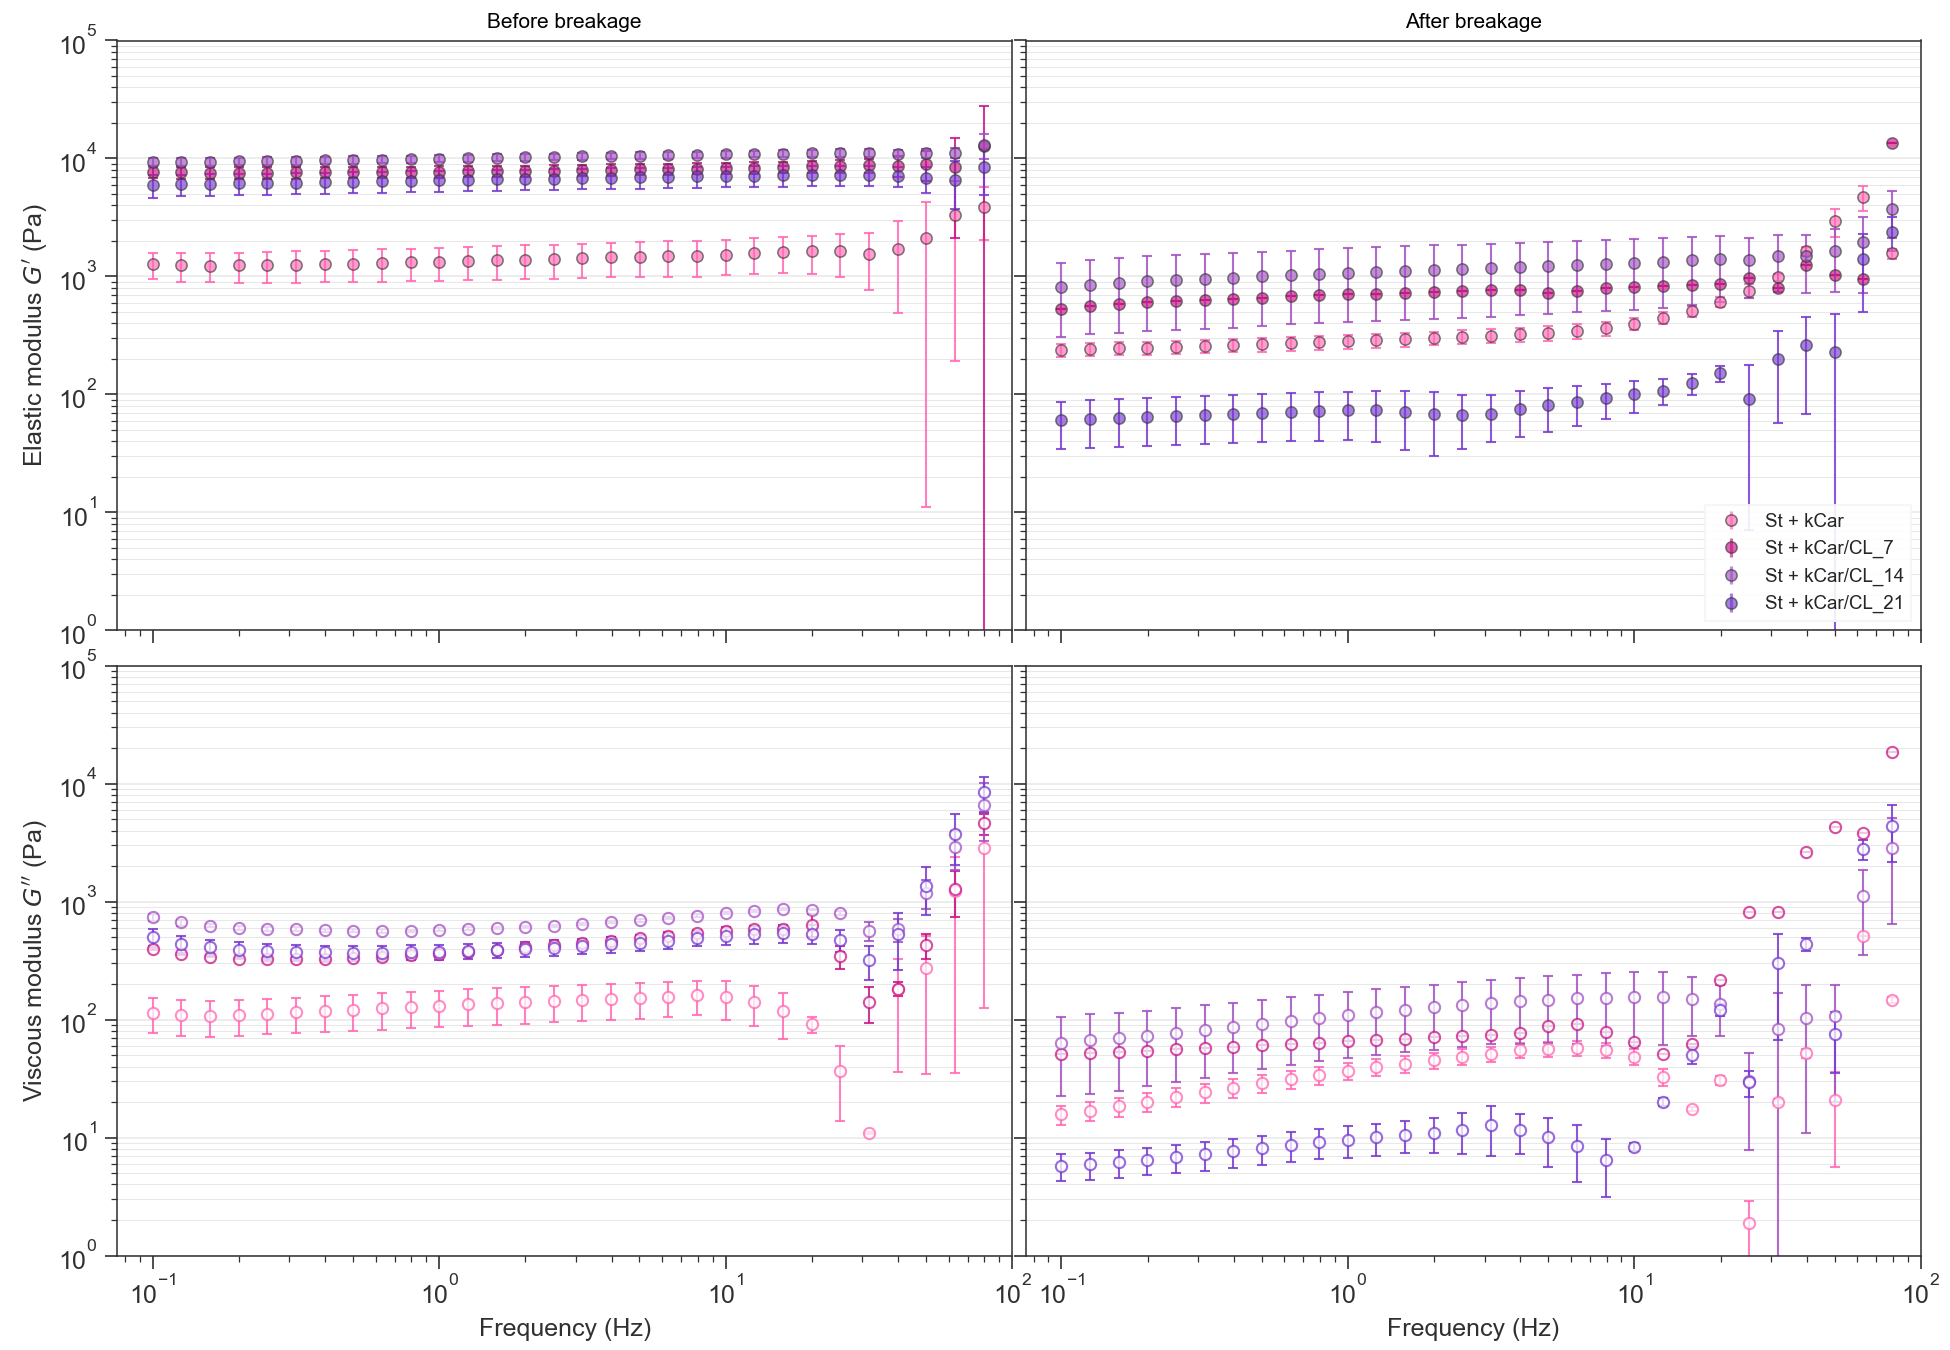 Before breakage
After breakage
Elastic modulus G′ (Pa)
10^5
10^4
10^3
10^2
10^1
10^0
St + kCar
St + kCar/CL_7
St + kCar/CL_14
St + kCar/CL_21
Viscous modulus G″ (Pa)
10^5
10^4
10^3
10^2
10^1
10^0
10^−1
10^0
10^1
10^2
10^−1
10^0
10^1
10^2
Frequency (Hz)
Frequency (Hz)